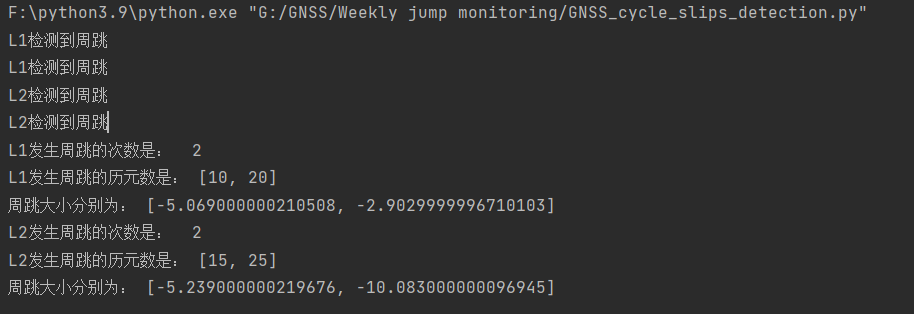 F:\python3.9\python.exe "G:/GNSS/Weekly jump monitoring/GNSS_cycle_slips_detection.py"
L1检测到周跳
L1检测到周跳
L2检测到周跳
L2检测到周跳
L1发生周跳的次数是：  2
L1发生周跳的历元数是： [10, 20]
周跳大小分别为： [-5.069000000210508, -2.9029999996710103]
L2发生周跳的次数是：  2
L2发生周跳的历元数是： [15, 25]
周跳大小分别为： [-5.239000000219676, -10.083000000096945]